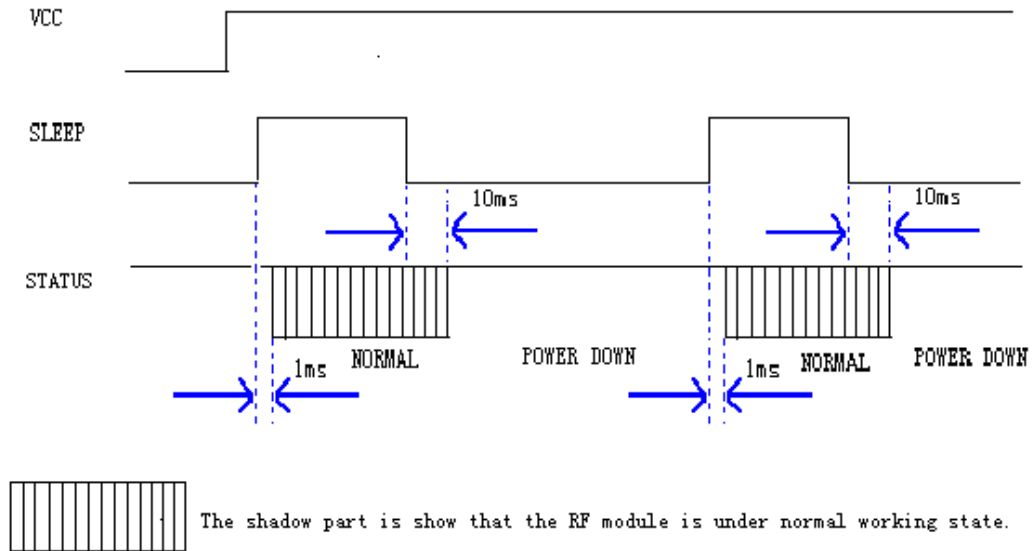 VCC
SLEEP
10ms
10ms
STATUS
NORMAL
POWER DOWN
NORMAL
POWER DOWN
1ms
1ms
The shadow part is show that the RF module is under normal working state.